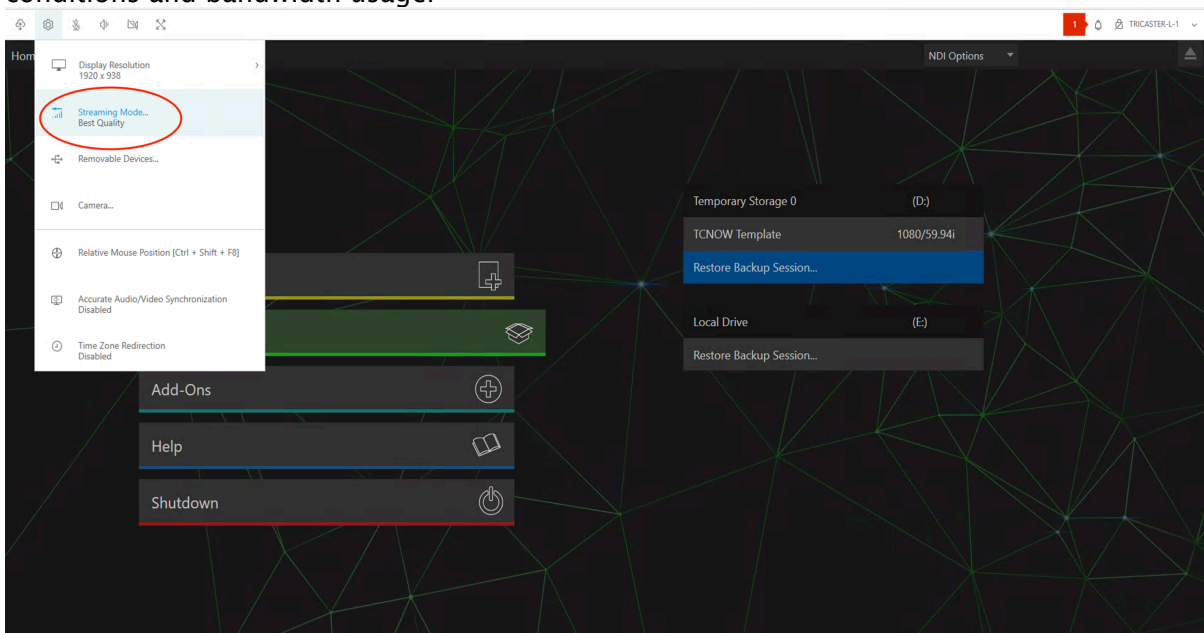 conditions and bandwidth usage.
1 TRICASTER-L-1
Hom
NDI Options
Display Resolution
1920 x 938
Streaming Mode...
Best Quality
Removable Devices...
Camera...
Relative Mouse Position [Ctrl + Shift + F8]
Accurate Audio/Video Synchronization
Disabled
Time Zone Redirection
Disabled
Add-Ons
Help
Shutdown
Temporary Storage 0 (D:)
TCNOW Template 1080/59.94i
Restore Backup Session...
Local Drive (E:)
Restore Backup Session...